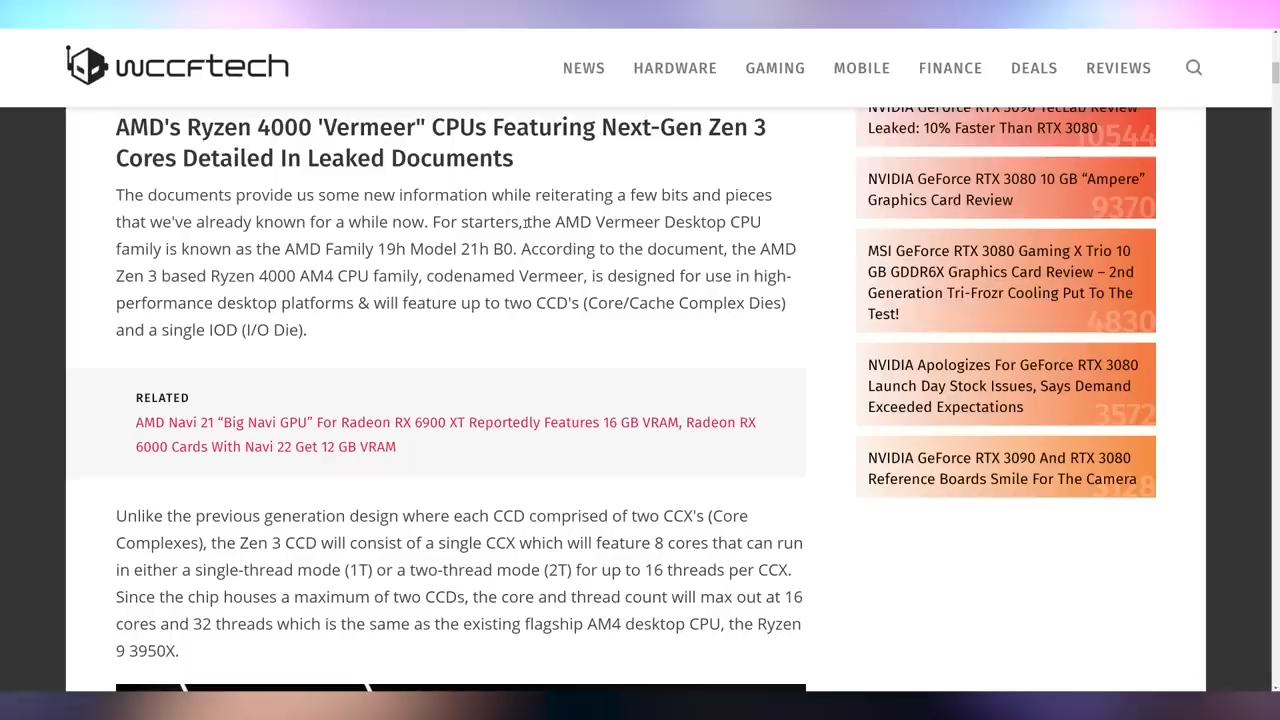 wccftech
NEWS HARDWARE GAMING MOBILE FINANCE DEALS REVIEWS
AMD's Ryzen 4000 'Vermeer" CPUs Featuring Next-Gen Zen 3
Cores Detailed In Leaked Documents
The documents provide us some new information while reiterating a few bits and pieces
that we've already known for a while now. For starters, the AMD Vermeer Desktop CPU
family is known as the AMD Family 19h Model 21h B0. According to the document, the AMD
Zen 3 based Ryzen 4000 AM4 CPU family, codenamed Vermeer, is designed for use in high-
performance desktop platforms & will feature up to two CCD's (Core/Cache Complex Dies)
and a single IOD (I/O Die).
RELATED
AMD Navi 21 “Big Navi GPU” For Radeon RX 6900 XT Reportedly Features 16 GB VRAM, Radeon RX
6000 Cards With Navi 22 Get 12 GB VRAM
Unlike the previous generation design where each CCD comprised of two CCX's (Core
Complexes), the Zen 3 CCD will consist of a single CCX which will feature 8 cores that can run
in either a single-thread mode (1T) or a two-thread mode (2T) for up to 16 threads per CCX.
Since the chip houses a maximum of two CCDs, the core and thread count will max out at 16
cores and 32 threads which is the same as the existing flagship AM4 desktop CPU, the Ryzen
9 3950X.
NVIDIA GeForce RTX 3090 TecLab Review
Leaked: 10% Faster Than RTX 3080
10544
NVIDIA GeForce RTX 3080 10 GB “Ampere”
Graphics Card Review
9370
MSI GeForce RTX 3080 Gaming X Trio 10
GB GDDR6X Graphics Card Review – 2nd
Generation Tri-Frozr Cooling Put To The
Test!
4830
NVIDIA Apologizes For GeForce RTX 3080
Launch Day Stock Issues, Says Demand
Exceeded Expectations
3572
NVIDIA GeForce RTX 3090 And RTX 3080
Reference Boards Smile For The Camera
3128